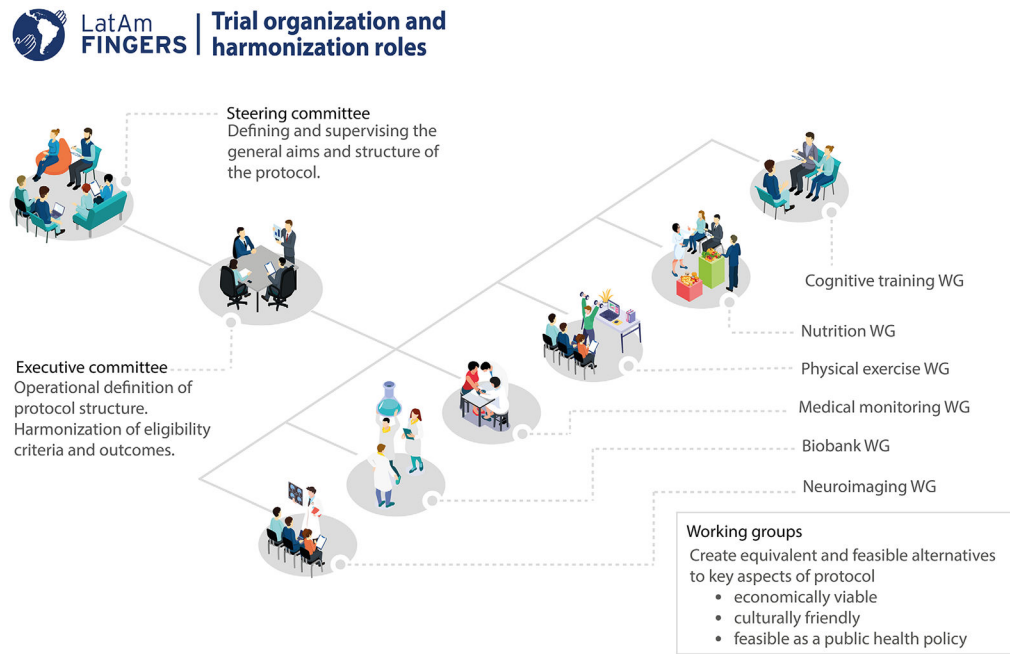 LatAm
FINGERS
Trial organization and
harmonization roles
Steering committee
Defining and supervising the
general aims and structure of
the protocol.
Executive committee
Operational definition of
protocol structure.
Harmonization of eligibility
criteria and outcomes.
Cognitive training WG
Nutrition WG
Physical exercise WG
Medical monitoring WG
Biobank WG
Neuroimaging WG
Working groups
Create equivalent and feasible alternatives
to key aspects of protocol
• economically viable
• culturally friendly
• feasible as a public health policy